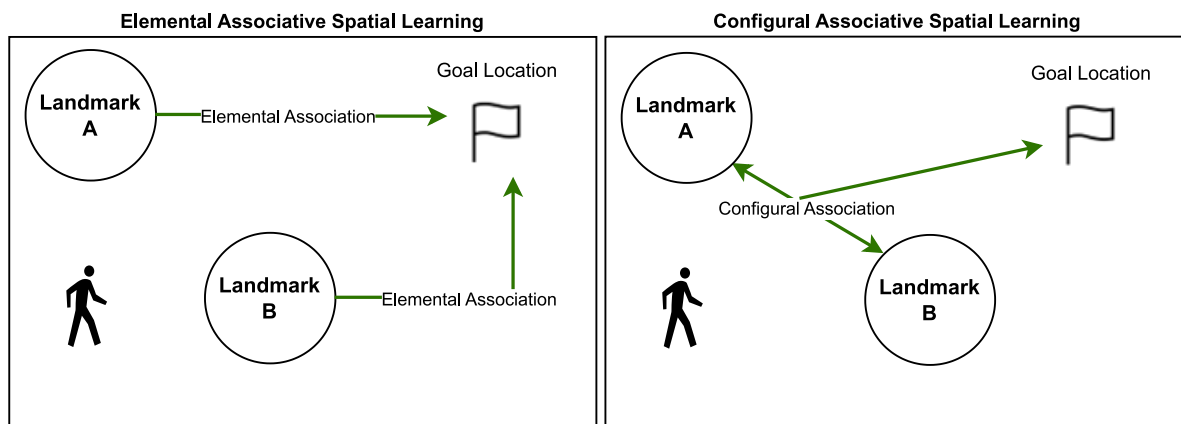 Elemental Associative Spatial Learning
Landmark
A
Elemental Association
Goal Location
Landmark
B
Elemental Association
Configural Associative Spatial Learning
Landmark
A
Goal Location
Configural Association
Landmark
B